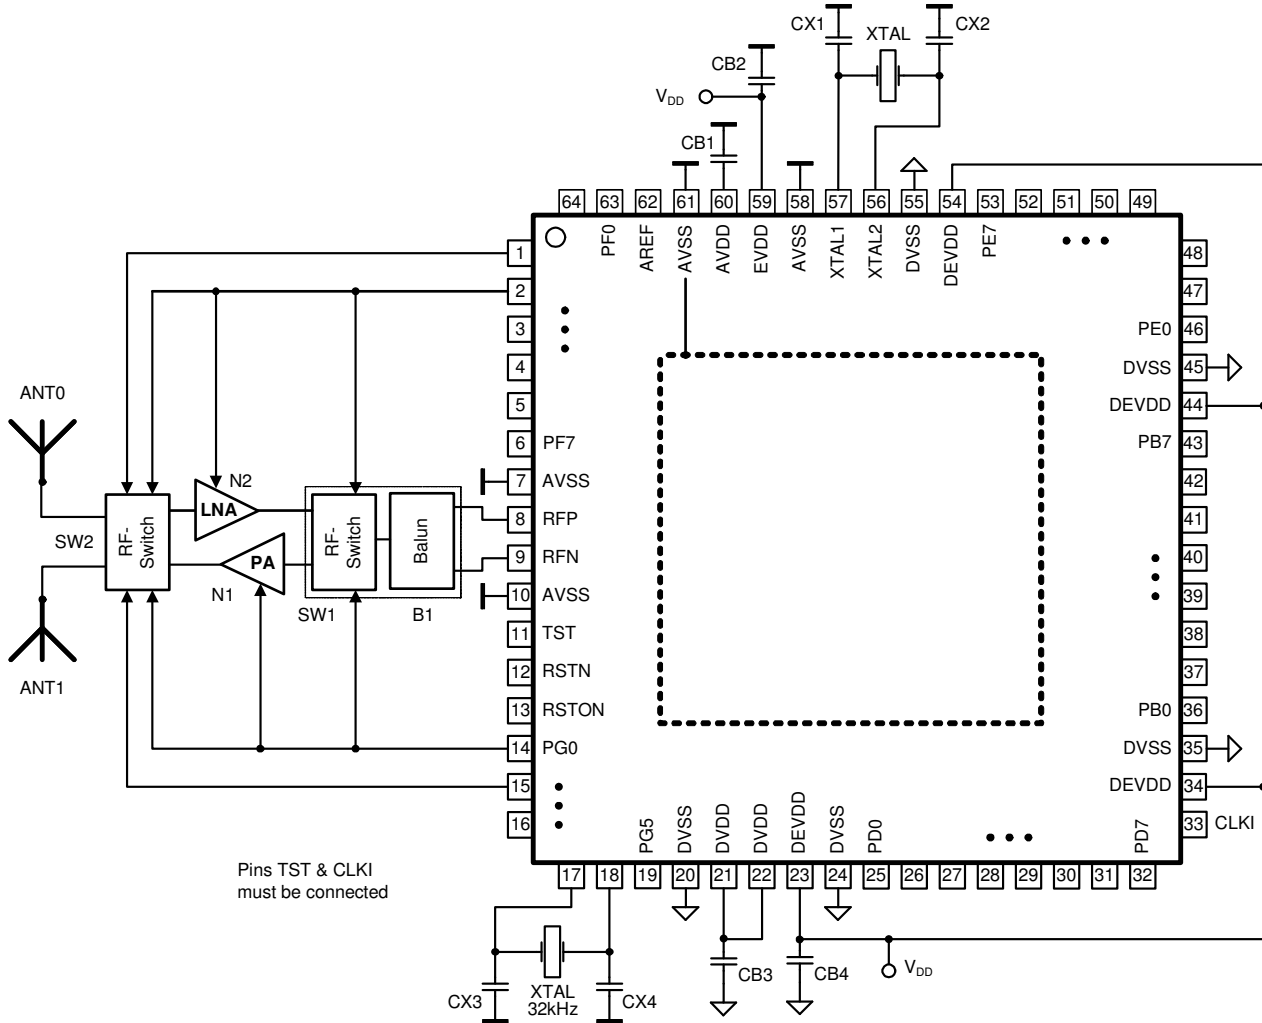 CX1
XTAL
CX2
CB2
VDD
CB1
64
63
62
61
60
59
58
57
56
55
54
53
52
51
50
49
PF0
AREF
AVSS
AVDD
EVDD
AVSS
XTAL1
XTAL2
DVSS
DEVDD
PE7
1
2
3
4
5
6 PF7
7 AVSS
8 RFP
9 RFN
10 AVSS
11 TST
12 RSTN
13 RSTON
14 PG0
15
16
48
47
PE0 46
DVSS 45
DEVDD 44
PB7 43
42
41
40
39
38
37
PB0 36
DVSS 35
DEVDD 34
33 CLKI
ANT0
N2
LNA
SW2
RF-
Switch
PA
N1
RF-
Switch
SW1
Balun
B1
ANT1
PG5
DVSS
DVDD
DVDD
DEVDD
DVSS
PD0
PD7
17
18
19
20
21
22
23
24
25
26
27
28
29
30
31
32
Pins TST & CLKI
must be connected
CX3
XTAL
32kHz
CX4
CB3
CB4
VDD